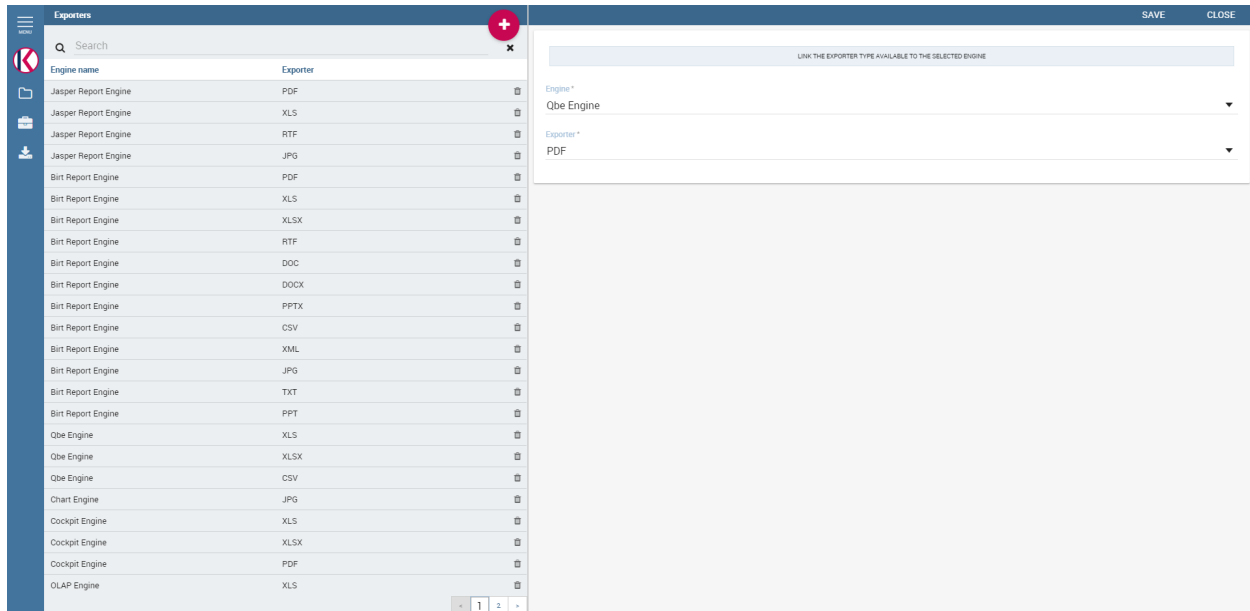 Exporters
SAVE CLOSE
MENU
Search
LINK THE EXPORTER TYPE AVAILABLE TO THE SELECTED ENGINE
Engine name Exporter
Jasper Report Engine PDF
Jasper Report Engine XLS
Jasper Report Engine RTF
Jasper Report Engine JPG
Birt Report Engine PDF
Birt Report Engine XLS
Birt Report Engine XLSX
Birt Report Engine RTF
Birt Report Engine DOC
Birt Report Engine DOCX
Birt Report Engine PPTX
Birt Report Engine CSV
Birt Report Engine XML
Birt Report Engine JPG
Birt Report Engine TXT
Birt Report Engine PPT
Qbe Engine XLS
Qbe Engine XLSX
Qbe Engine CSV
Chart Engine JPG
Cockpit Engine XLS
Cockpit Engine XLSX
Cockpit Engine PDF
OLAP Engine XLS
« 1 2 »
Engine *
Qbe Engine
Exporter *
PDF